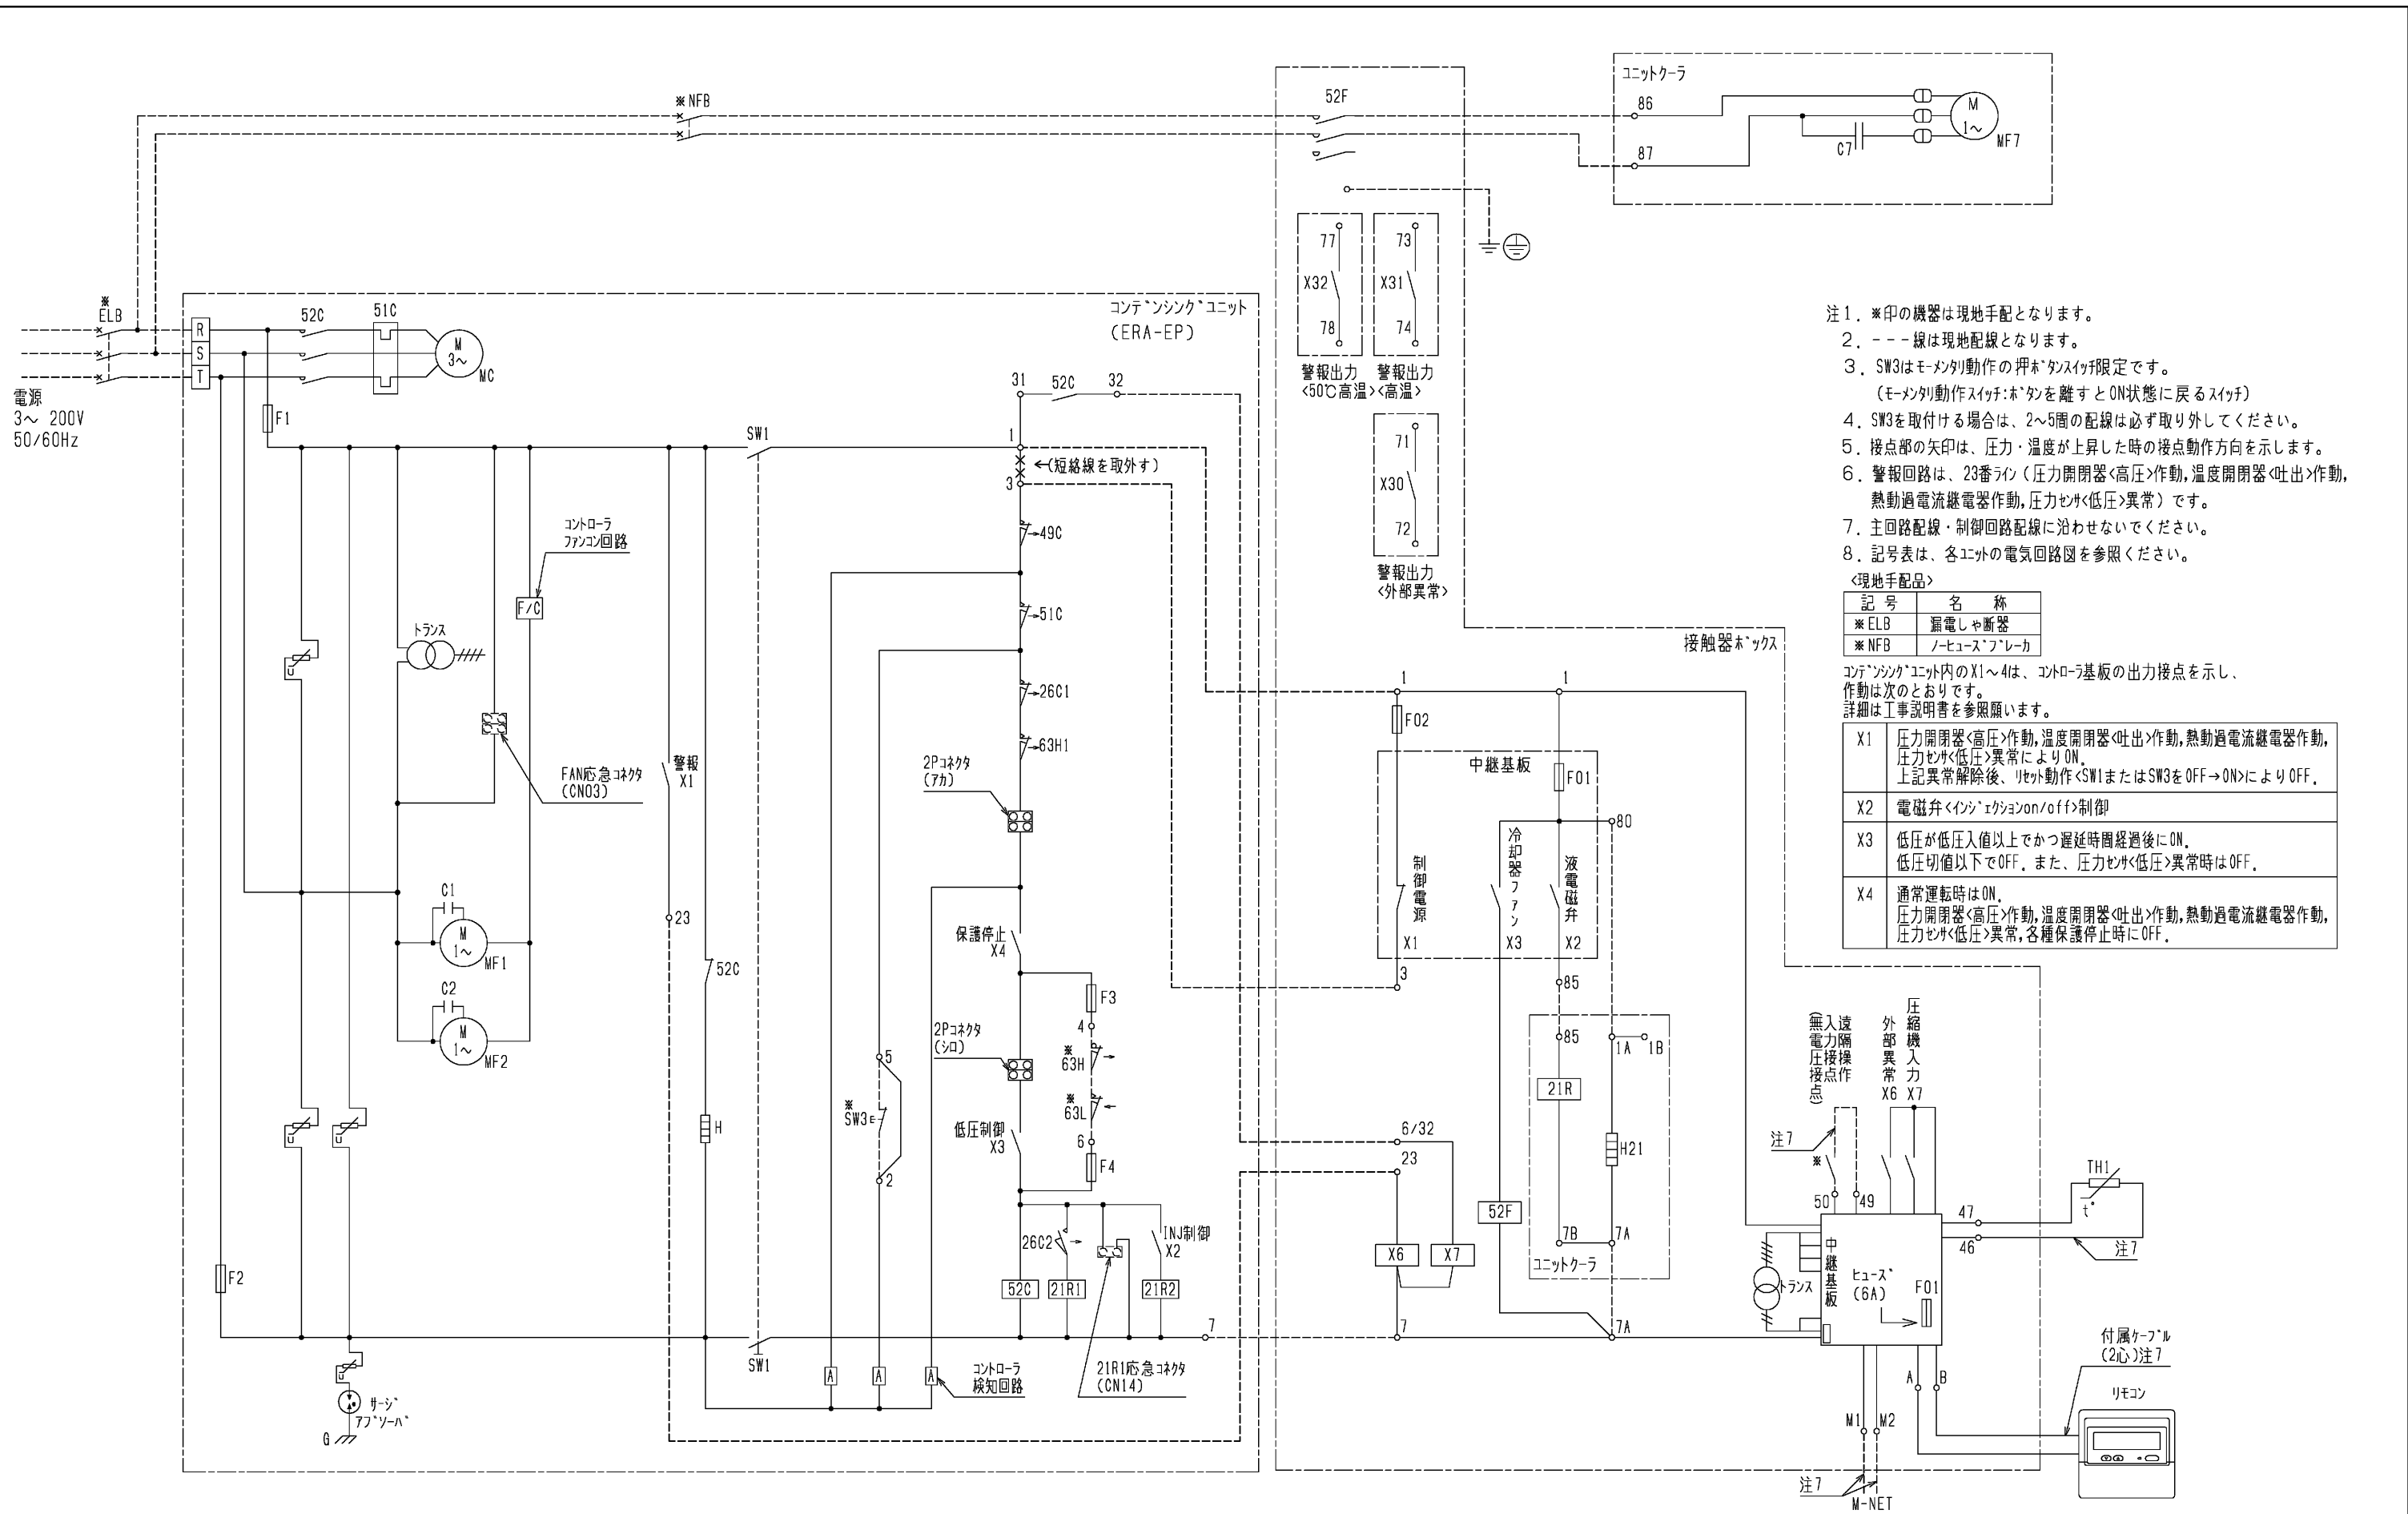 ※NFB
52F
ユニットクーラ
86
87
C7
M
1～
MF7
77
X32
78
73
X31
74
警報出力
<50℃高温>
警報出力
<高温>
71
X30
72
警報出力
<外部異常>
接触器ボックス
※
ELB
電源
3～ 200V
50/60Hz
R
S
T
52C
51C
M
3～
MC
コンデンシングユニット
(ERA-EP)
F1
SW1
31
52C
32
1
←(短絡線を取外す)
3
→49C
→51C
→26C1
→63H1
コントローラ
ファンコン回路
F/C
トランス
U
FAN応急コネクタ
(CN03)
警報
X1
23
2Pコネクタ
(アカ)
C1
M
1～
MF1
C2
M
1～
MF2
52C
H
保護停止
X4
F3
4
※
63H
※
63L
6
F4
2Pコネクタ
(シロ)
低圧制御
X3
5
※
SW3
2
U
U
F2
26C2
INJ制御
X2
52C
21R1
21R2
7
SW1
A
A
A
コントローラ
検知回路
21R1応急コネクタ
(CN14)
サージ
アブソーバ
G
1
1
F02
中継基板
F01
80
制御電源
X1
冷却器ファン
X3
液電磁弁
X2
3
85
85
1A
1B
21R
H21
7B
7A
ユニットクーラ
6/32
23
X6
X7
52F
7
7A
遠隔操作
入力接点
(無電圧接点)
外部異常
X6
圧縮機入力
X7
注7
※
50
49
47
46
TH1
t°
注7
トランス
中継基板
ヒューズ
(6A)
F01
付属ケーブル
(2心)注7
リモコン
A
B
M1
M2
注7
M-NET
注1. ※印の機器は現地手配となります。
2. - - - 線は現地配線となります。
3. SW3はモーメンタリ動作の押ボタンスイッチ限定です。
(モーメンタリ動作スイッチ:ボタンを離すとON状態に戻るスイッチ)
4. SW3を取付ける場合は、2～5間の配線は必ず取り外してください。
5. 接点部の矢印は、圧力・温度が上昇した時の接点動作方向を示します。
6. 警報回路は、23番ライン(圧力開閉器<高圧>作動,温度開閉器<吐出>作動,
熱動過電流継電器作動,圧力センサ<低圧>異常)です。
7. 主回路配線・制御回路配線に沿わせないでください。
8. 記号表は、各ユニットの電気回路図を参照ください。
<現地手配品>
記 号 名 称
※ELB 漏電しゃ断器
※NFB ノーヒューズブレーカ
コンデンシングユニット内のX1～4は、コントローラ基板の出力接点を示し、
作動は次のとおりです。
詳細は工事説明書を参照願います。
X1 圧力開閉器<高圧>作動,温度開閉器<吐出>作動,熱動過電流継電器作動,
圧力センサ<低圧>異常によりON.
上記異常解除後、リセット動作<SW1またはSW3をOFF→ON>によりOFF.
X2 電磁弁<インジェクションon/off>制御
X3 低圧が低圧入値以上でかつ遅延時間経過後にON.
低圧切値以下でOFF. また、圧力センサ<低圧>異常時はOFF.
X4 通常運転時はON.
圧力開閉器<高圧>作動,温度開閉器<吐出>作動,熱動過電流継電器作動,
圧力センサ<低圧>異常,各種保護停止時にOFF.